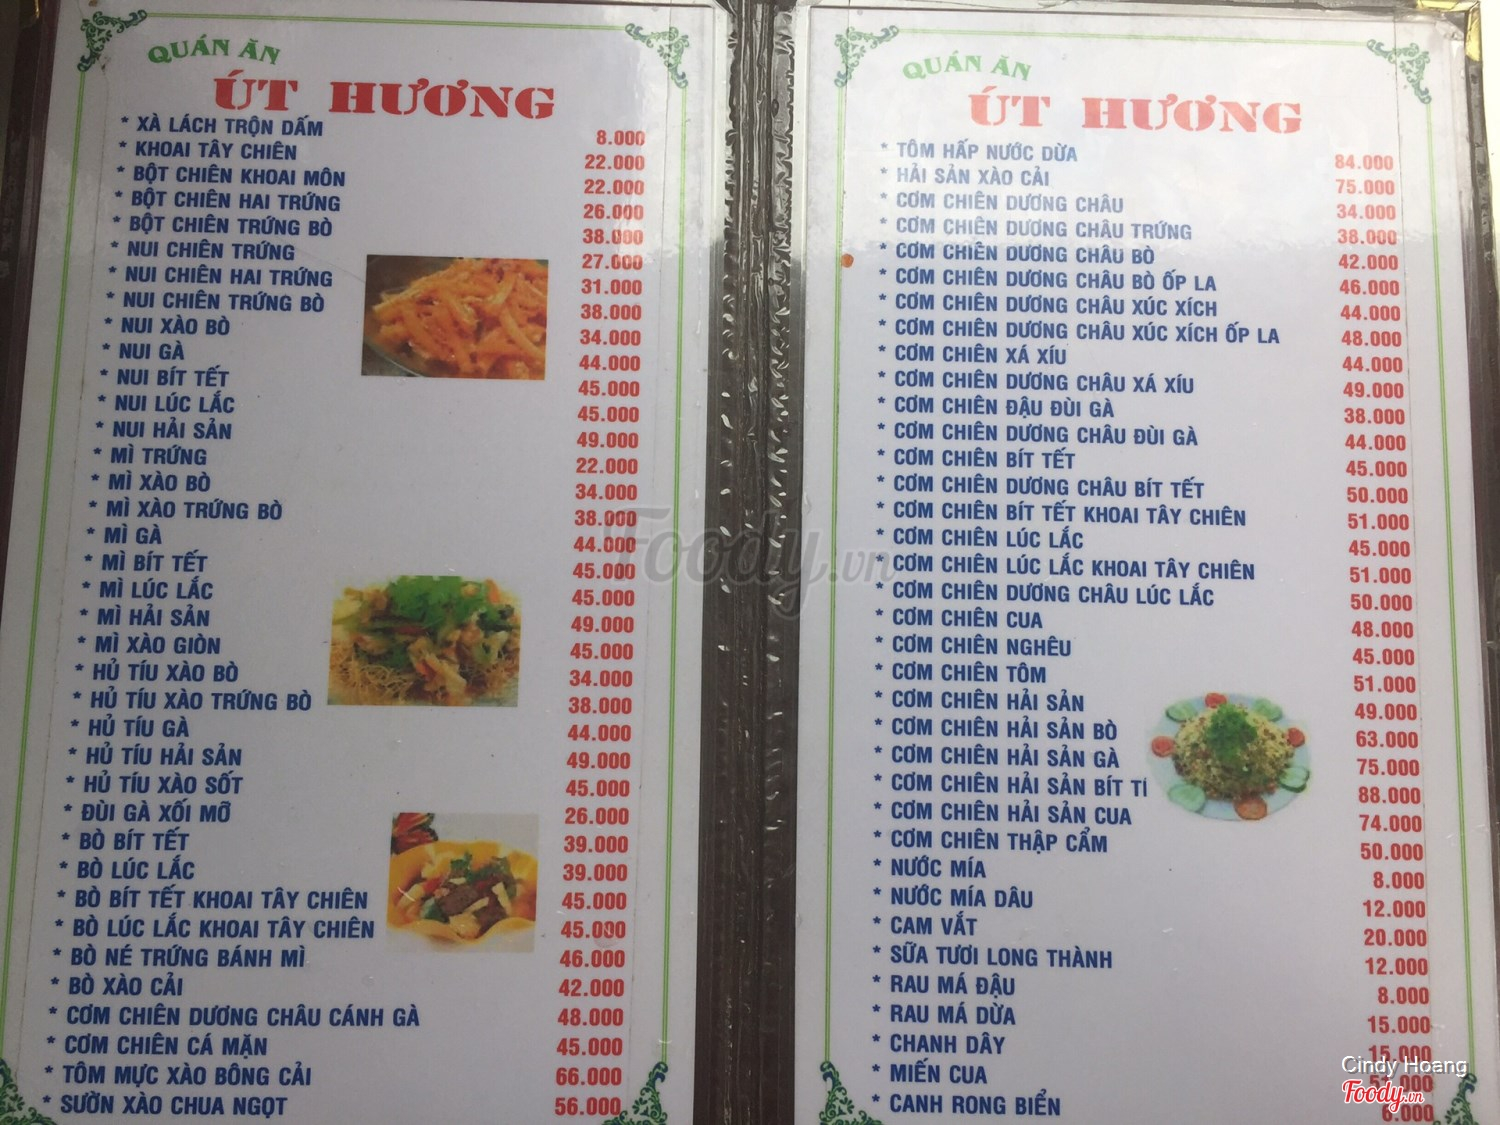 QUÁN ĂN
ÚT HƯƠNG
* XÀ LÁCH TRỘN DẤM 8.000
* KHOAI TÂY CHIÊN 22.000
* BỘT CHIÊN KHOAI MÔN 22.000
* BỘT CHIÊN HAI TRỨNG 26.000
* BỘT CHIÊN TRỨNG BÒ 38.000
* NUI CHIÊN TRỨNG 27.000
* NUI CHIÊN HAI TRỨNG 31.000
* NUI CHIÊN TRỨNG BÒ 38.000
* NUI XÀO BÒ 34.000
* NUI GÀ 44.000
* NUI BÍT TẾT 45.000
* NUI LÚC LẮC 45.000
* NUI HẢI SẢN 49.000
* MÌ TRỨNG 22.000
* MÌ XÀO BÒ 34.000
* MÌ XÀO TRỨNG BÒ 38.000
* MÌ GÀ 44.000
* MÌ BÍT TẾT 45.000
* MÌ LÚC LẮC 45.000
* MÌ HẢI SẢN 49.000
* MÌ XÀO GIÒN 45.000
* HỦ TÍU XÀO BÒ 34.000
* HỦ TÍU XÀO TRỨNG BÒ 38.000
* HỦ TÍU GÀ 44.000
* HỦ TÍU HẢI SẢN 49.000
* HỦ TÍU XÀO SỐT 45.000
* ĐÙI GÀ XỐI MỠ 26.000
* BÒ BÍT TẾT 39.000
* BÒ LÚC LẮC 39.000
* BÒ BÍT TẾT KHOAI TÂY CHIÊN 45.000
* BÒ LÚC LẮC KHOAI TÂY CHIÊN 45.000
* BÒ NÉ TRỨNG BÁNH MÌ 46.000
* BÒ XÀO CẢI 42.000
* CƠM CHIÊN DƯƠNG CHÂU CÁNH GÀ 48.000
* CƠM CHIÊN CÁ MẶN 45.000
* TÔM MỰC XÀO BÔNG CẢI 66.000
* SƯỜN XÀO CHUA NGỌT 56.000
QUÁN ĂN
ÚT HƯƠNG
* TÔM HẤP NƯỚC DỪA 84.000
* HẢI SẢN XÀO CẢI 75.000
* CƠM CHIÊN DƯƠNG CHÂU 34.000
* CƠM CHIÊN DƯƠNG CHÂU TRỨNG 38.000
* CƠM CHIÊN DƯƠNG CHÂU BÒ 42.000
* CƠM CHIÊN DƯƠNG CHÂU BÒ ỐP LA 46.000
* CƠM CHIÊN DƯƠNG CHÂU XÚC XÍCH 44.000
* CƠM CHIÊN DƯƠNG CHÂU XÚC XÍCH ỐP LA 48.000
* CƠM CHIÊN XÁ XÍU 44.000
* CƠM CHIÊN DƯƠNG CHÂU XÁ XÍU 49.000
* CƠM CHIÊN ĐẬU ĐÙI GÀ 38.000
* CƠM CHIÊN DƯƠNG CHÂU ĐÙI GÀ 44.000
* CƠM CHIÊN BÍT TẾT 45.000
* CƠM CHIÊN DƯƠNG CHÂU BÍT TẾT 50.000
* CƠM CHIÊN BÍT TẾT KHOAI TÂY CHIÊN 51.000
* CƠM CHIÊN LÚC LẮC 45.000
* CƠM CHIÊN LÚC LẮC KHOAI TÂY CHIÊN 51.000
* CƠM CHIÊN DƯƠNG CHÂU LÚC LẮC 50.000
* CƠM CHIÊN CUA 48.000
* CƠM CHIÊN NGHÊU 45.000
* CƠM CHIÊN TÔM 51.000
* CƠM CHIÊN HẢI SẢN 49.000
* CƠM CHIÊN HẢI SẢN BÒ 63.000
* CƠM CHIÊN HẢI SẢN GÀ 75.000
* CƠM CHIÊN HẢI SẢN BÍT TÍ 88.000
* CƠM CHIÊN HẢI SẢN CUA 74.000
* CƠM CHIÊN THẬP CẨM 50.000
* NƯỚC MÍA 8.000
* NƯỚC MÍA DÂU 12.000
* CAM VẮT 20.000
* SỮA TƯƠI LONG THÀNH 12.000
* RAU MÁ ĐẬU 8.000
* RAU MÁ DỪA 15.000
* CHANH DÂY 15.000
* MIẾN CUA 51.000
* CANH RONG BIỂN 6.000
Foody.vn
Cindy Hoang
Foody.vn